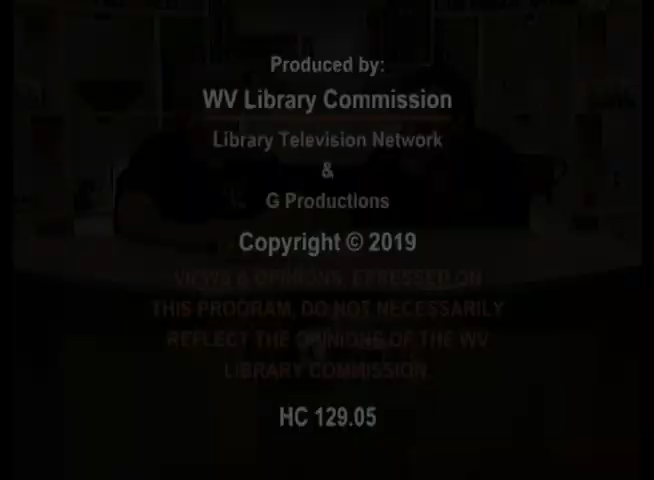 Produced by:
WV Library Commission
Library Television Network
&
G Productions
Copyright © 2019
VIEWS & OPINIONS, EPRESSED ON
THIS PROGRAM, DO NOT NECESSARILY
REFLECT THE OPINIONS OF THE WV
LIBRARY COMMISSION.
HC 129.05